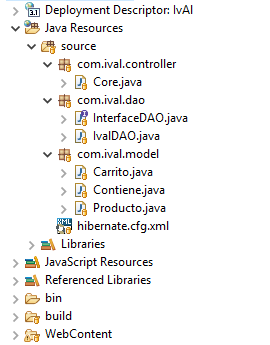 Deployment Descriptor: IvAl
Java Resources
source
com.ival.controller
Core.java
com.ival.dao
InterfaceDAO.java
IvalDAO.java
com.ival.model
Carrito.java
Contiene.java
Producto.java
hibernate.cfg.xml
Libraries
JavaScript Resources
Referenced Libraries
bin
build
WebContent